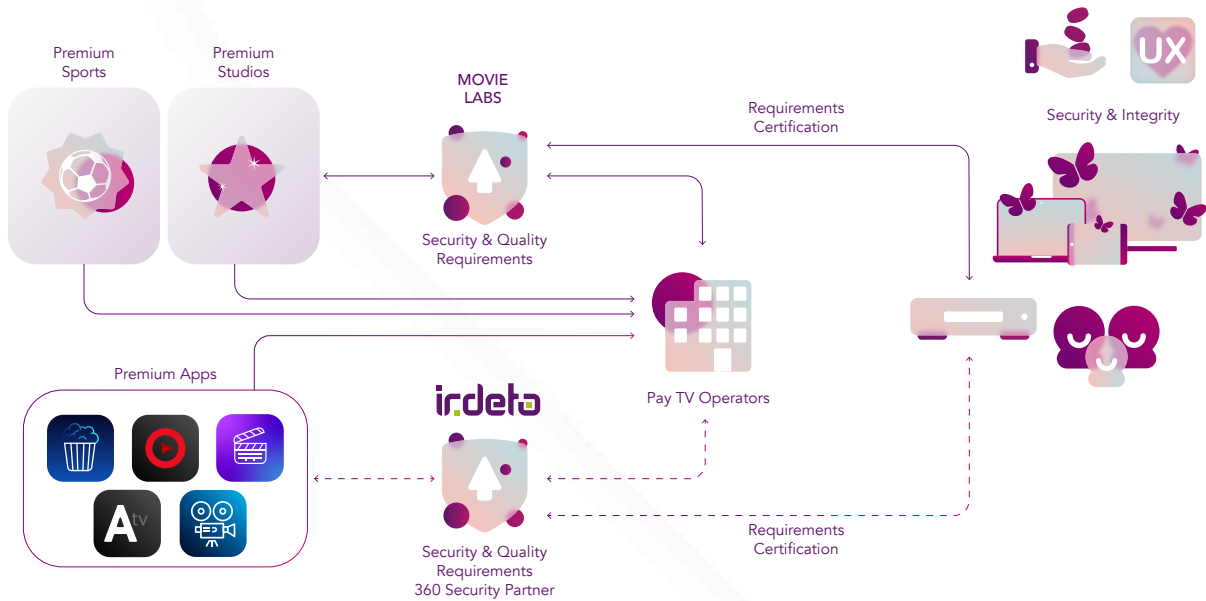 Premium
Sports
Premium
Studios
MOVIE
LABS
Security & Quality
Requirements
Requirements
Certification
UX
Security & Integrity
Premium Apps
A tv
irdeto
Security & Quality
Requirements
360 Security Partner
Pay TV Operators
Requirements
Certification